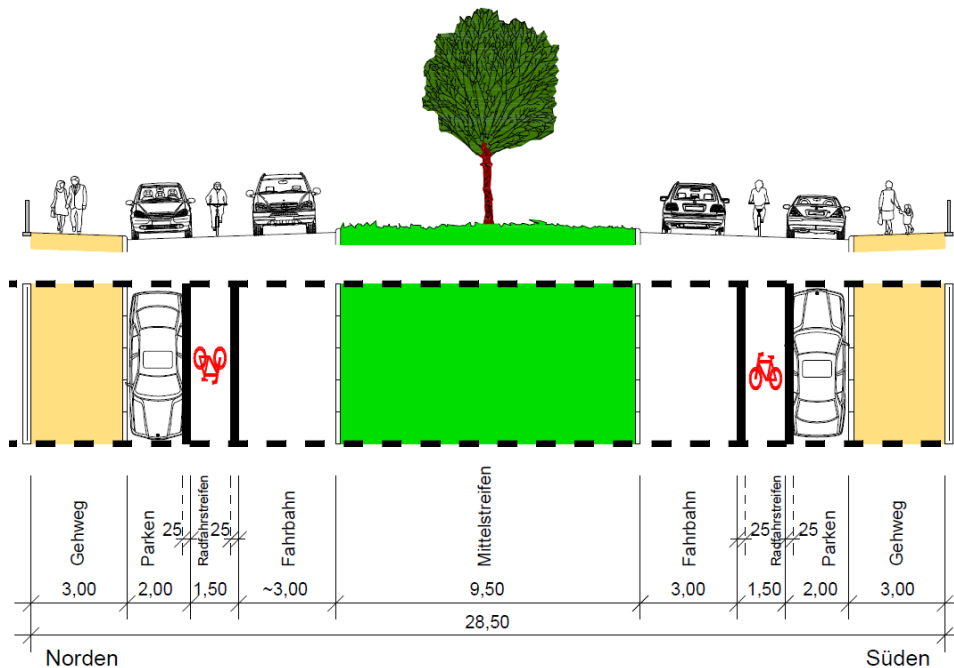 Gehweg
Parken
25
Radfahrstreifen
25
Fahrbahn
Mittelstreifen
Fahrbahn
25
Radfahrstreifen
25
Parken
Gehweg
3,00 2,00 1,50 ~3,00 9,50 3,00 1,50 2,00 3,00
28,50
Norden Süden